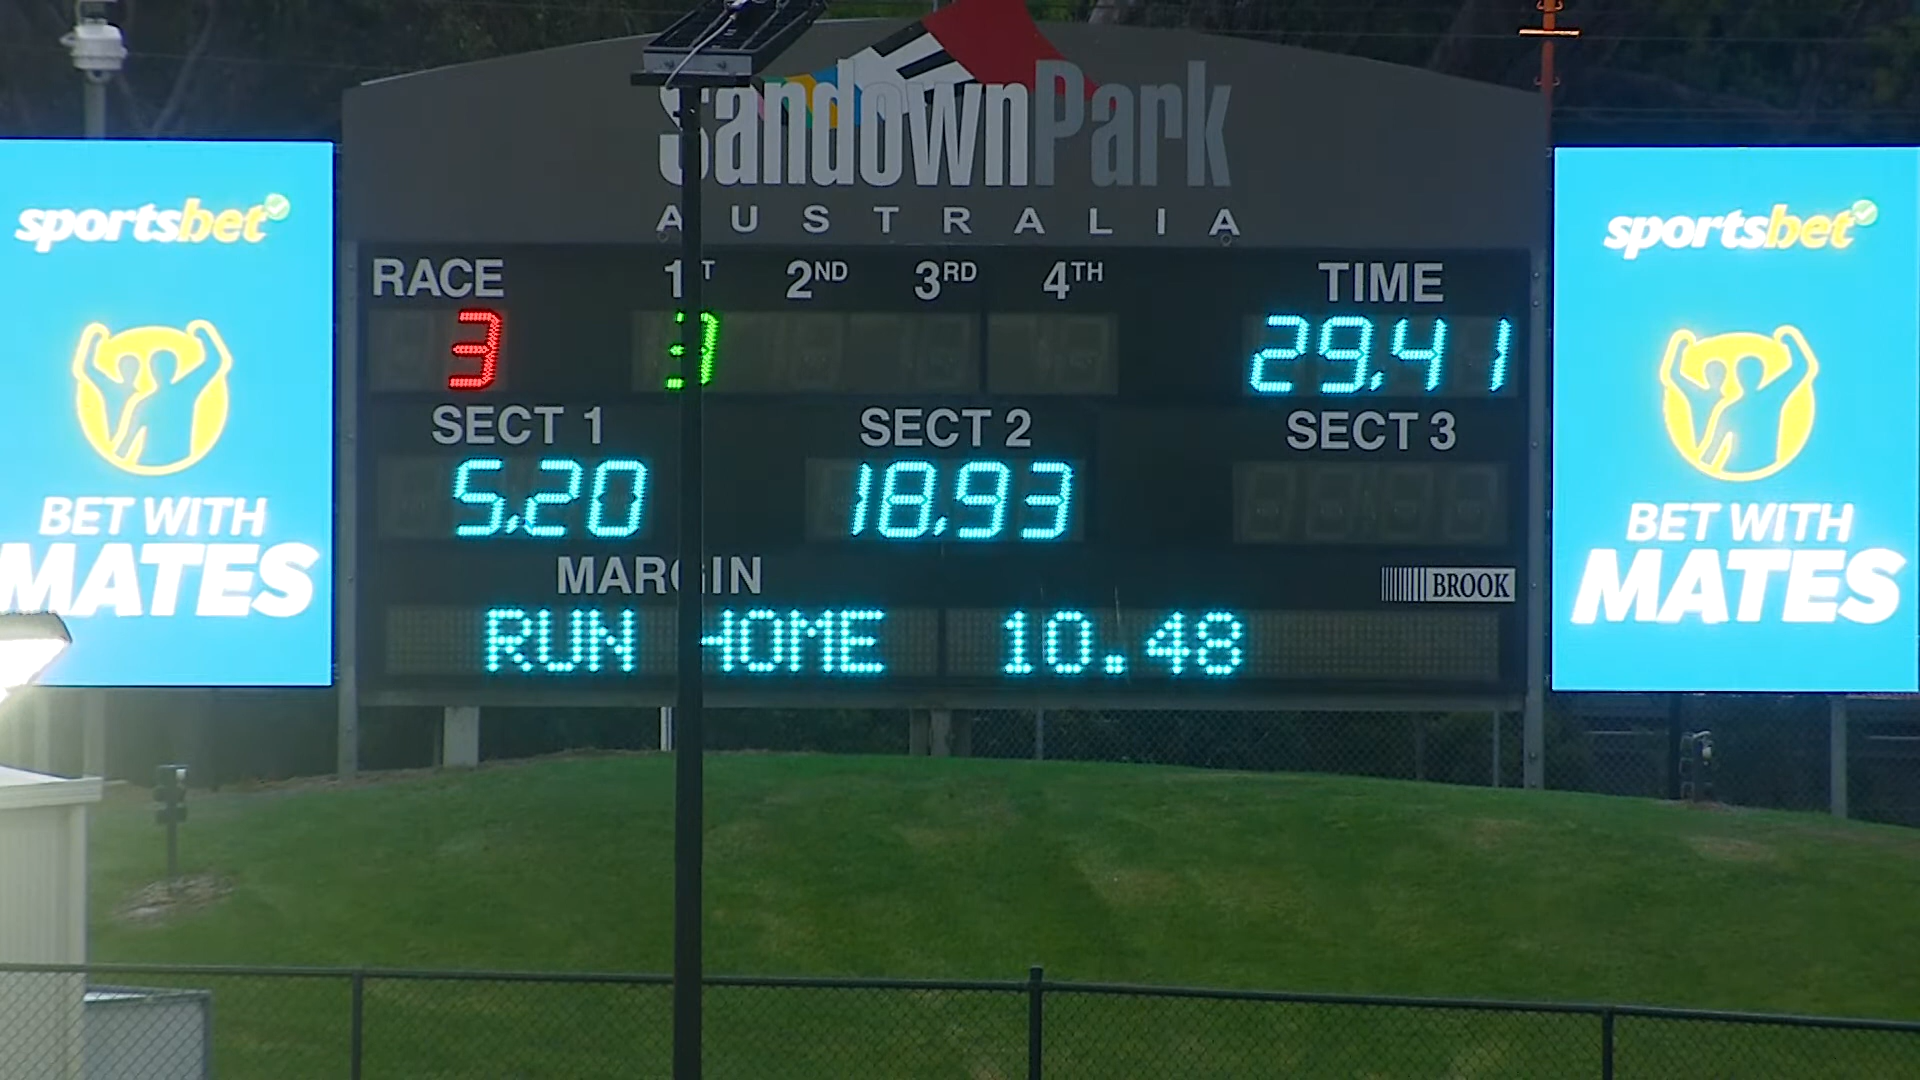 SandownPark
AUSTRALIA
sportsbet
BET WITH
MATES
RACE 1ST 2ND 3RD 4TH TIME
3 3 29.41
SECT 1 SECT 2 SECT 3
5.20 18.93
MARGIN
BROOK
RUN HOME 10.48
sportsbet
BET WITH
MATES